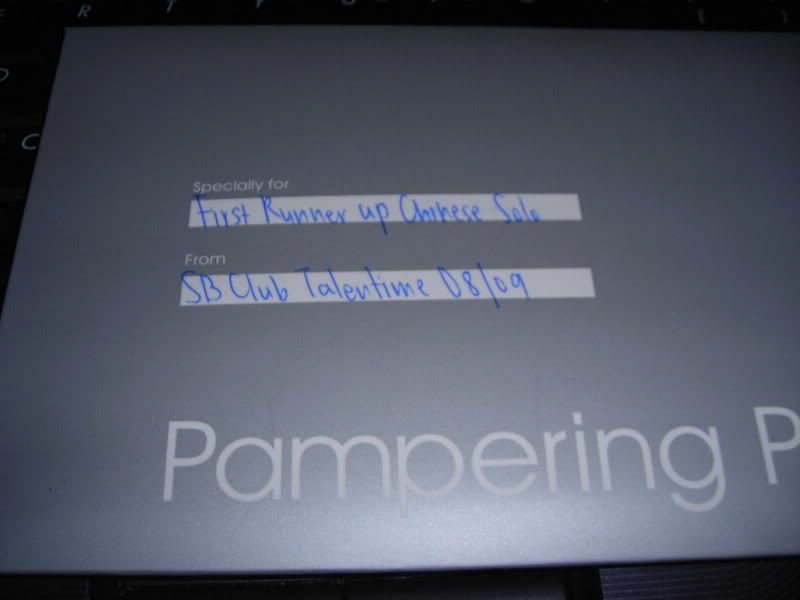 R T Y
D
C
Specially for
First Runner up Chinese Solo
From
SB Club Talentime 08/09
Pampering P